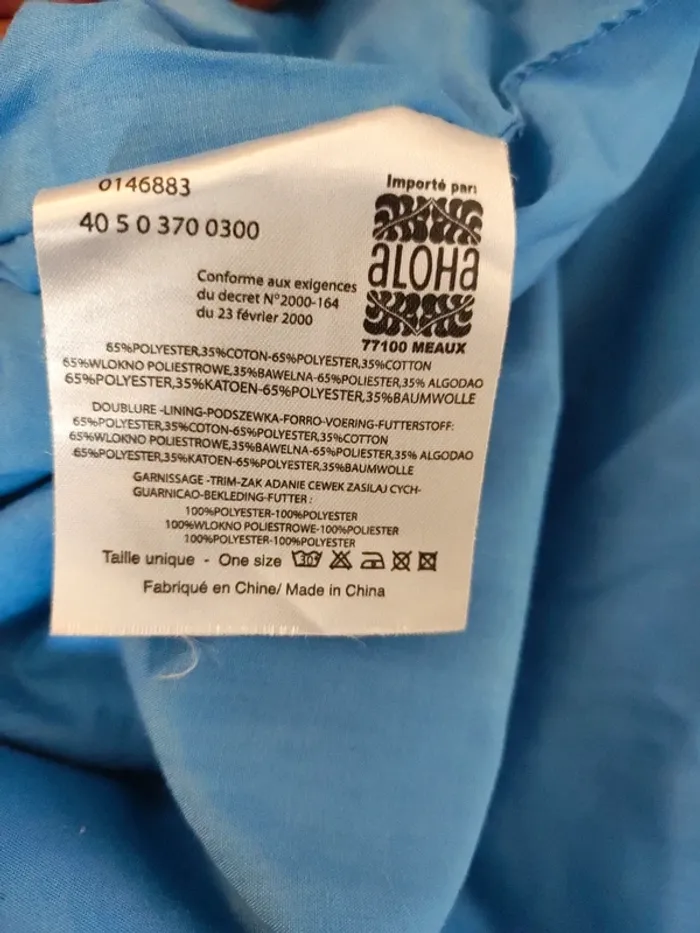 0146883
40 5 0 370 0300
Importé par:
aLOHa
77100 MEAUX
Conforme aux exigences
du decret N°2000-164
du 23 février 2000
65%POLYESTER,35%COTON-65%POLYESTER,35%COTTON
65%WLOKNO POLIESTROWE,35%BAWELNA-65%POLIESTER,35% ALGODAO
65%POLYESTER,35%KATOEN-65%POLYESTER,35%BAUMWOLLE
DOUBLURE -LINING-PODSZEWKA-FORRO-VOERING-FUTTERSTOFF:
65%POLYESTER,35%COTON-65%POLYESTER,35%COTTON
65%WLOKNO POLIESTROWE,35%BAWELNA-65%POLIESTER,35% ALGODAO
65%POLYESTER,35%KATOEN-65%POLYESTER,35%BAUMWOLLE
GARNISSAGE -TRIM-ZAK ADANIE CEWEK ZASILAJ CYCH-
GUARNICAO-BEKLEDING-FUTTER :
100%POLYESTER-100%POLYESTER
100%WLOKNO POLIESTROWE-100%POLIESTER
100%POLYESTER-100%POLYESTER
Taille unique - One size 30°
Fabriqué en Chine/ Made in China